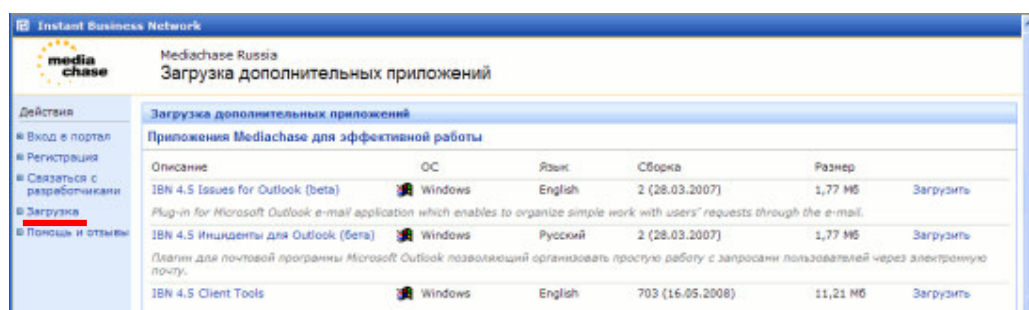 Instant Business Network
media chase
Mediachase Russia
Загрузка дополнительных приложений
Действия
Вход в портал
Регистрация
Связаться с разработчиками
Загрузка
Помощь и отзывы
Загрузка дополнительных приложений
Приложения Mediachase для эффективной работы
Описание ОС Язык Сборка Размер
IBN 4.5 Issues for Outlook (beta) Windows English 2 (28.03.2007) 1,77 Мб Загрузить
Plug-in for Microsoft Outlook e-mail application which enables to organize simple work with users' requests through the e-mail.
IBN 4.5 Инциденты для Outlook (бета) Windows Русский 2 (28.03.2007) 1,77 Мб Загрузить
Плагин для почтовой программы Microsoft Outlook позволяющий организовать простую работу с запросами пользователей через электронную
почту.
IBN 4.5 Client Tools Windows English 703 (16.05.2008) 11,21 Мб Загрузить